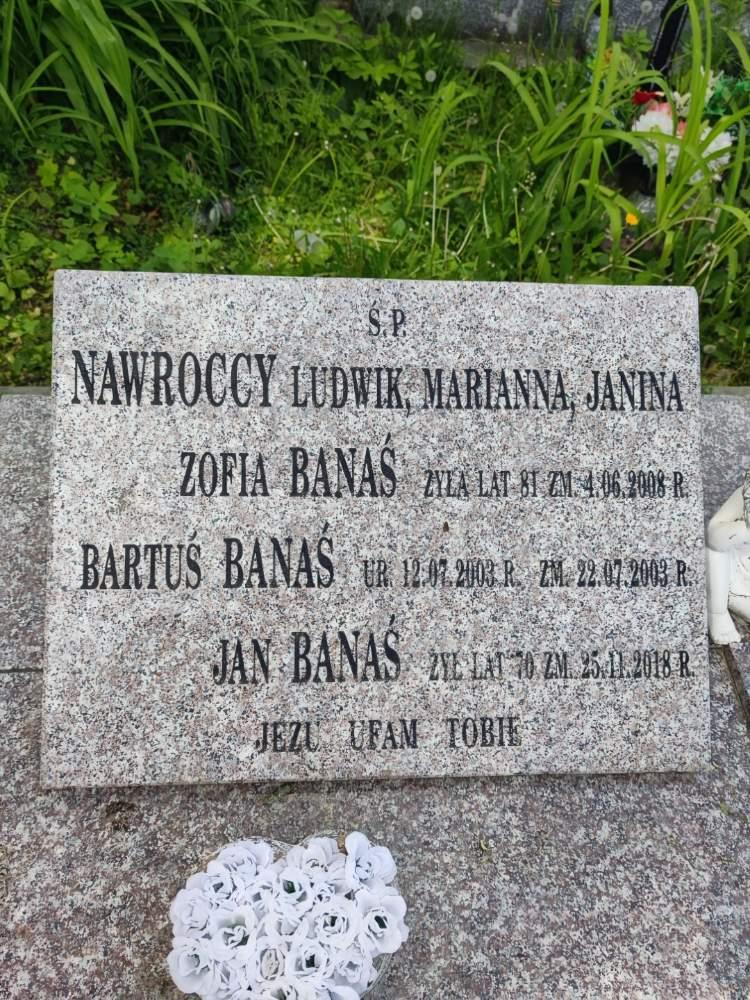 Ś. P.
NAWROCCY LUDWIK, MARIANNA, JANINA
ZOFIA BANAŚ ŻYŁA LAT 81 ZM. 4.06.2008 R.
BARTUŚ BANAŚ UR. 12.07.2003 R. ZM. 22.07.2003 R.
JAN BANAŚ ŻYŁ LAT 70 ZM. 25.11.2018 R.
JEZU UFAM TOBIE